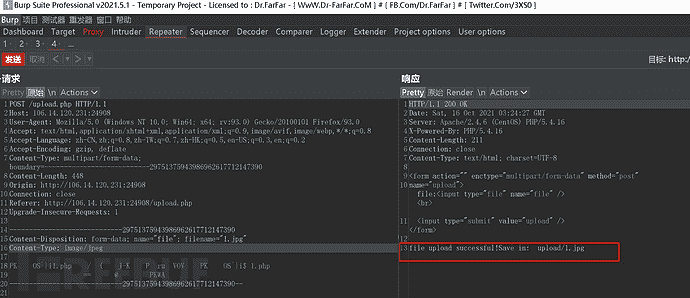 Burp Suite Professional v2021.5.1 - Temporary Project - Licensed to : Dr.FarFar - { WwW.Dr-FarFar.CoM } # { FB.Com/Dr.FarFar } # { Twitter.Com/3XS0 }
Burp 项目 测试器 重发器 窗口 帮助
Dashboard Target Proxy Intruder Repeater Sequencer Decoder Comparer Logger Extender Project options User options
1 2 3 4 ...
发送 取消 < > 目标: http:/
请求
Pretty 原始 \n Actions
1 POST /upload.php HTTP/1.1
2 Host: 106.14.120.231:24908
3 User-Agent: Mozilla/5.0 (Windows NT 10.0; Win64; x64; rv:93.0) Gecko/20100101 Firefox/93.0
4 Accept: text/html,application/xhtml+xml,application/xml;q=0.9,image/avif,image/webp,*/*;q=0.8
5 Accept-Language: zh-CN,zh;q=0.8,zh-TW;q=0.7,zh-HK;q=0.5,en-US;q=0.3,en;q=0.2
6 Accept-Encoding: gzip, deflate
7 Content-Type: multipart/form-data;
boundary=---------------------------297513759439869626177121473​90
8 Content-Length: 448
9 Origin: http://106.14.120.231:24908
10 Connection: close
11 Referer: http://106.14.120.231:24908/upload.php
12 Upgrade-Insecure-Requests: 1
13
14 -----------------------------29751375943986962617712147390
15 Content-Disposition: form-data; name="file"; filename="1.jpg"
16 Content-Type: image/jpeg
17
18 PK
19 PKWA
20 -----------------------------29751375943986962617712147390--
21
FREEBUF
响应
Pretty 原始 Render \n Actions
1 HTTP/1.1 200 OK
2 Date: Sat, 16 Oct 2021 03:24:27 GMT
3 Server: Apache/2.4.6 (CentOS) PHP/5.4.16
4 X-Powered-By: PHP/5.4.16
5 Content-Length: 211
6 Connection: close
7 Content-Type: text/html; charset=UTF-8
8
9 <form action="" enctype="multipart/form-data" method="post"
name="upload">
10 file:<input type="file" name="file" />
<br>
11
<input type="submit" value="upload" />
</form>
12
13 file upload successful!Save in: upload/1.jpg